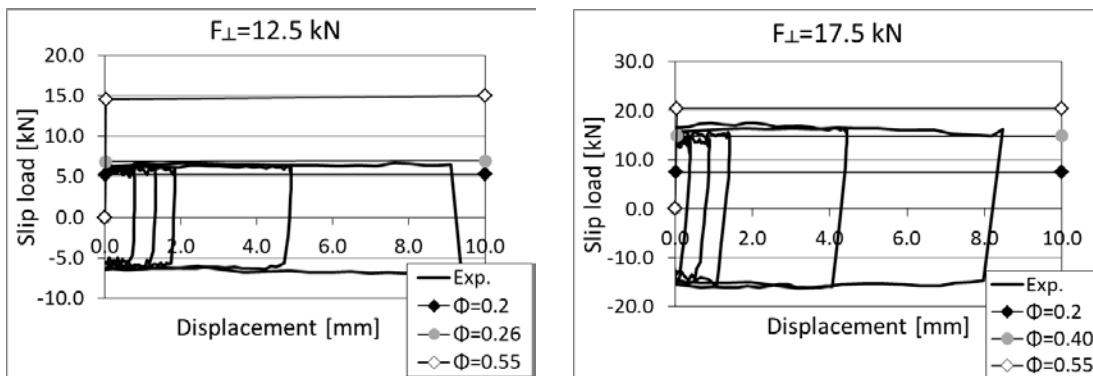 F⊥=12.5 kN
20.0
15.0
10.0
5.0
0.0
-5.0
-10.0
Slip load [kN]
0.0 2.0 4.0 6.0 8.0 10.0
Displacement [mm]
Exp.
Φ=0.2
Φ=0.26
Φ=0.55
F⊥=17.5 kN
30.0
20.0
10.0
0.0
-10.0
-20.0
Slip load [kN]
0.0 2.0 4.0 6.0 8.0 10.0
Displacement [mm]
Exp.
Φ=0.2
Φ=0.40
Φ=0.55